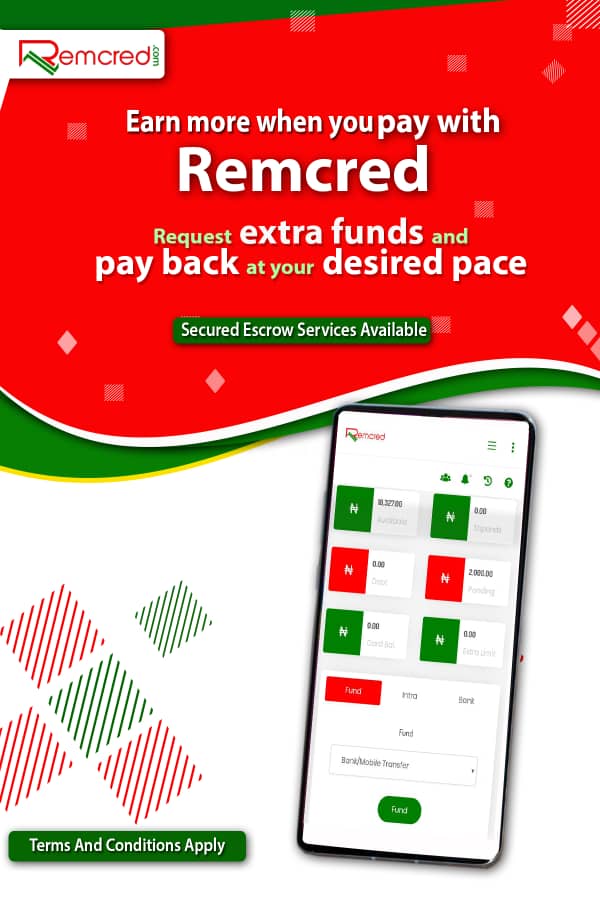 Remcred.com
Earn more when you pay with
Remcred
Request extra funds and
pay back at your desired pace
Secured Escrow Services Available
Remcred
₦ 18,327.80 Available
₦ 0.00
₦ 0.00 Debt
₦ 2,000.00 Pending
₦ 0.00 Card Bal.
₦ 0.00 Extra Limit
Fund Intra Bank
Fund
Bank/Mobile Transfer
Fund
Terms And Conditions Apply